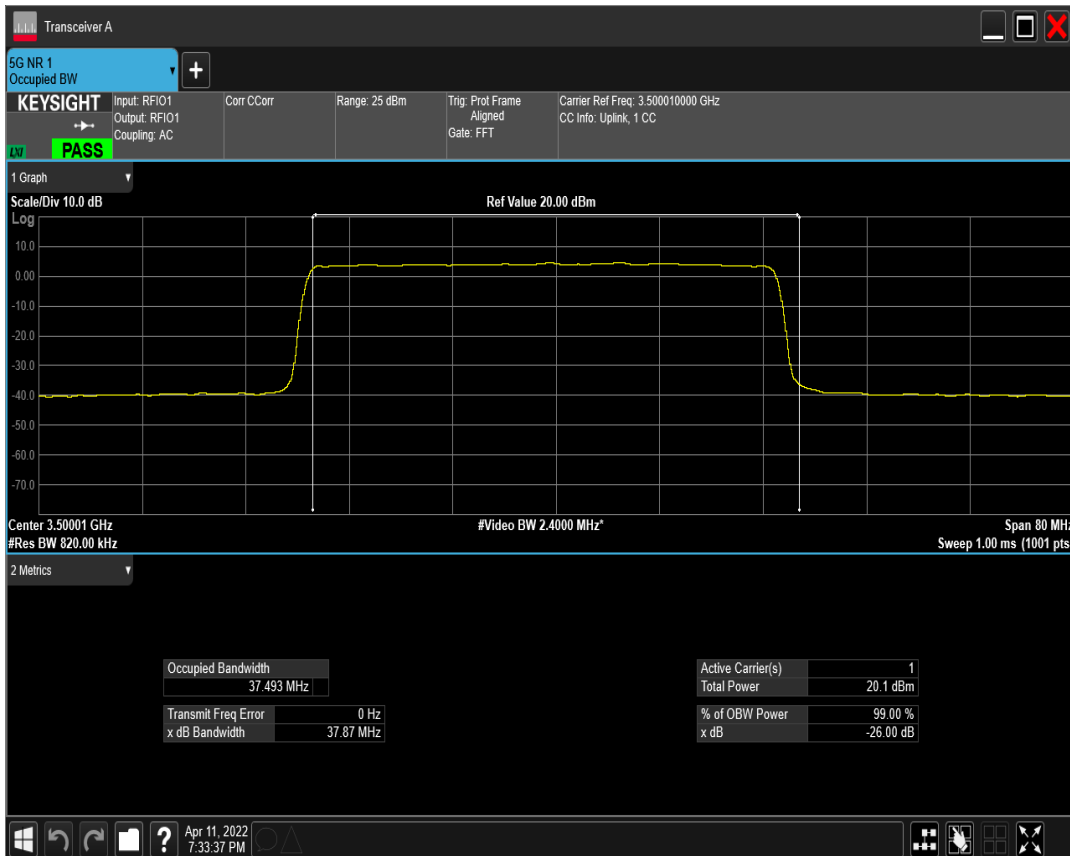 Transceiver A
5G NR 1
Occupied BW
+
KEYSIGHT
LXI
PASS
Input: RFIO1
Output: RFIO1
Coupling: AC
Corr CCorr
Range: 25 dBm
Trig: Prot Frame
Aligned
Gate: FFT
Carrier Ref Freq: 3.500010000 GHz
CC Info: Uplink, 1 CC
1 Graph
Scale/Div 10.0 dB
Ref Value 20.00 dBm
Log
10.0
0.00
-10.0
-20.0
-30.0
-40.0
-50.0
-60.0
-70.0
Center 3.50001 GHz
#Video BW 2.4000 MHz*
Span 80 MHz
#Res BW 820.00 kHz
Sweep 1.00 ms (1001 pts
2 Metrics
Occupied Bandwidth
37.493 MHz
Transmit Freq Error 0 Hz
x dB Bandwidth 37.87 MHz
Active Carrier(s) 1
Total Power 20.1 dBm
% of OBW Power 99.00 %
x dB -26.00 dB
?
Apr 11, 2022
7:33:37 PM